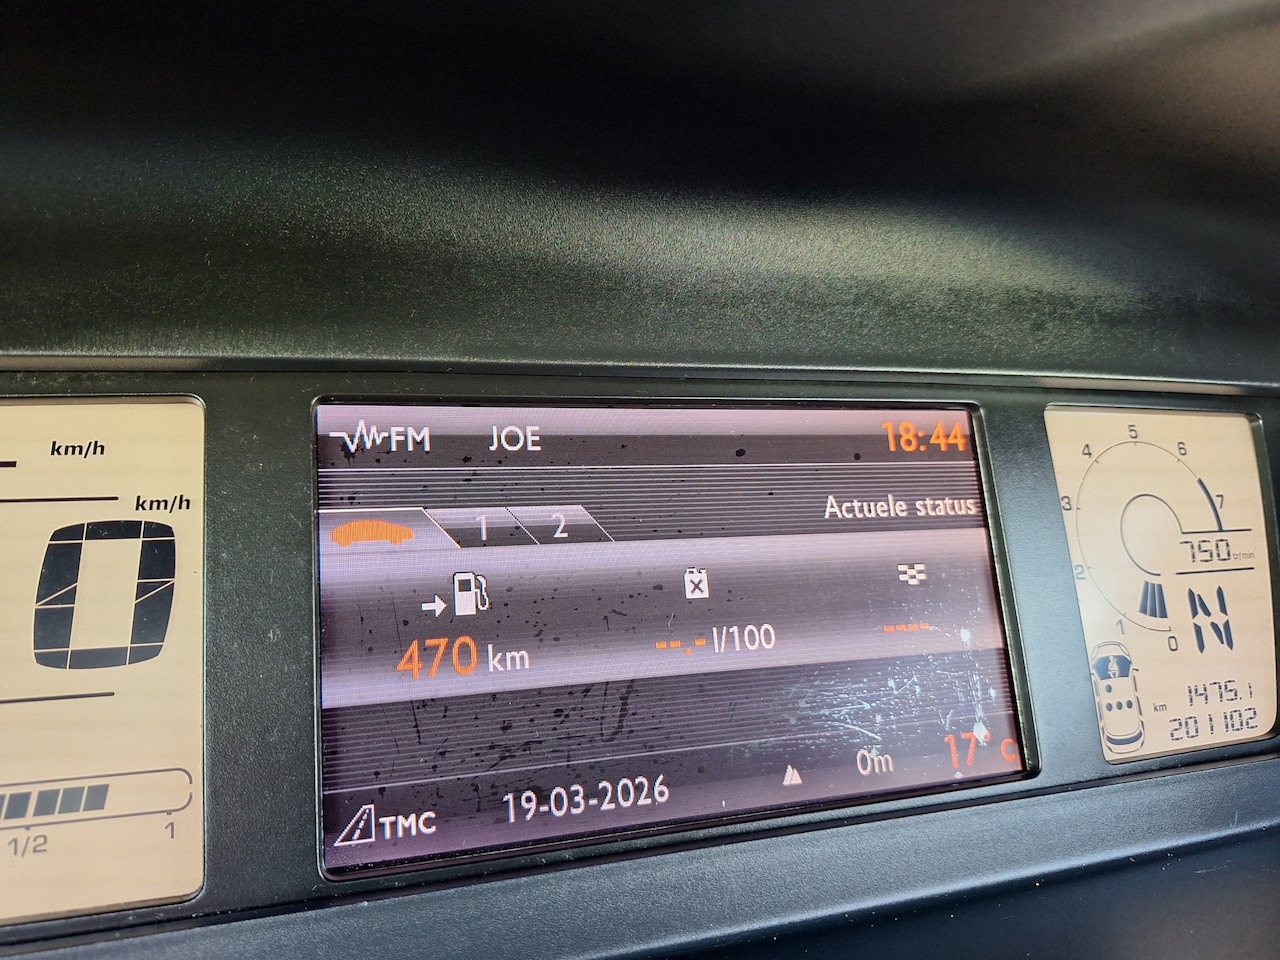 km/h
km/h
0
1/2
1
FM JOE 18:44
Actuele status
1 2
470 km --.- l/100 ----
TMC 19-03-2026 0m 17° c
0 1 2 3 4 5 6 7
750 tr/min
N
1475.1
km 201102